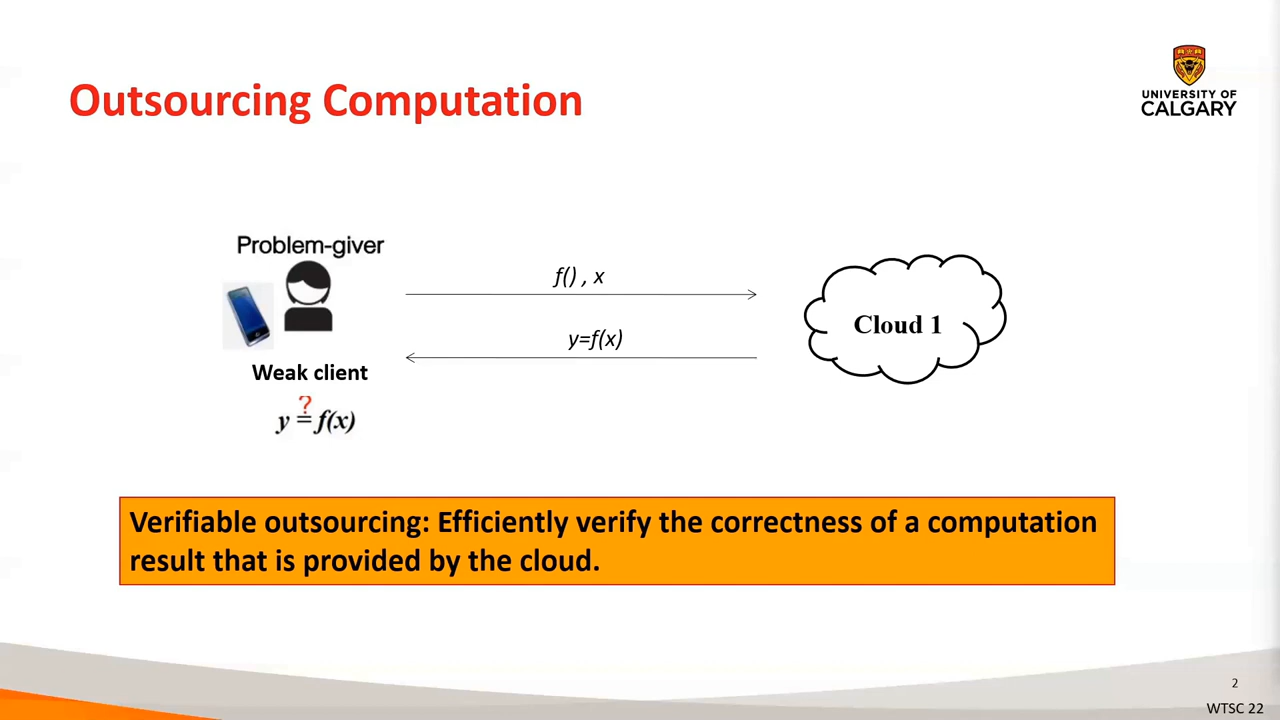 Outsourcing Computation
UNIVERSITY OF
CALGARY
Problem-giver
f() , x
Cloud 1
y=f(x)
Weak client
?
y = f(x)
Verifiable outsourcing: Efficiently verify the correctness of a computation
result that is provided by the cloud.
2
WTSC 22